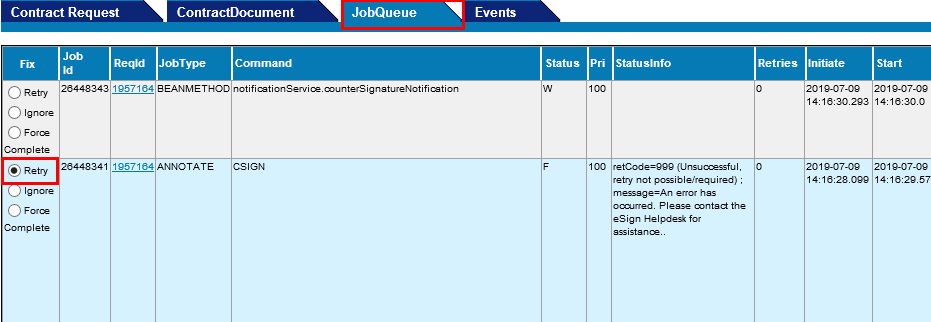 Contract Request ContractDocument JobQueue Events
Fix Job Id ReqId JobType Command Status Pri StatusInfo Retries Initiate Start
Retry 26448343 1957164 BEANMETHOD notificationService.counterSignatureNotification W 100 0 2019-07-09 2019-07-09
14:16:30.293 14:16:30.0
Ignore
Force
Complete
Retry 26448341 1957164 ANNOTATE CSIGN F 100 retCode=999 (Unsuccessful, 0 2019-07-09 2019-07-09
retry not possible/required) ; 14:16:28.099 14:16:29.57
Ignore message=An error has
occurred. Please contact the
Force eSign Helpdesk for
Complete assistance..